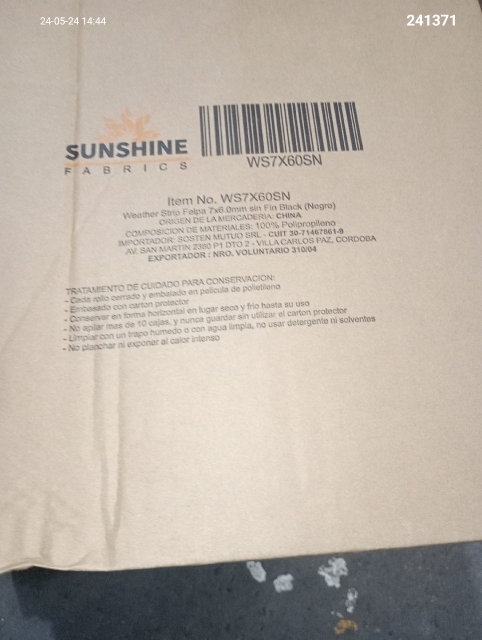 24-05-24 14:44
241371
SUNSHINE
FABRICS
WS7X60SN
Item No. WS7X60SN
Weather Strip Felpa 7x6.0mm sin Fin Black (Negro)
ORIGEN DE LA MERCADERIA: CHINA
COMPOSICION DE MATERIALES: 100% Polipropileno
IMPORTADOR: SOSTEN MUTUO SRL - CUIT 30-71467861-9
AV. SAN MARTIN 2380 P1 DTO 2 - VILLA CARLOS PAZ, CORDOBA
EXPORTADOR : NRO. VOLUNTARIO 310/04
TRATAMIENTO DE CUIDADO PARA CONSERVACION:
- Cada rollo cerrado y embalado en pelicula de polietileno
- Embasado con carton protector
- Conservar en forma horizontal en lugar seco y frio hasta su uso
- No apilar mas de 10 cajas, y nunca guardar sin utilizar el carton protector
- Limpiar con un trapo humedo o con agua limpia, no usar detergente ni solventes
- No planchar ni exponer al calor intenso